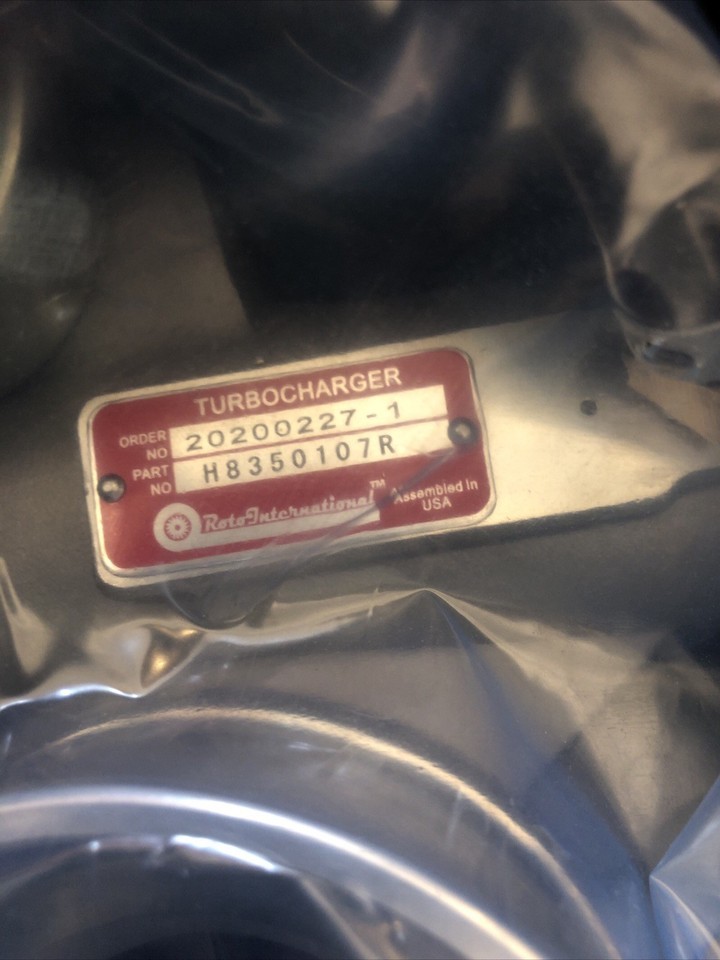 TURBOCHARGER
ORDER NO 20200227-1
PART NO H8350107R
RotoInternational™ Assembled In USA